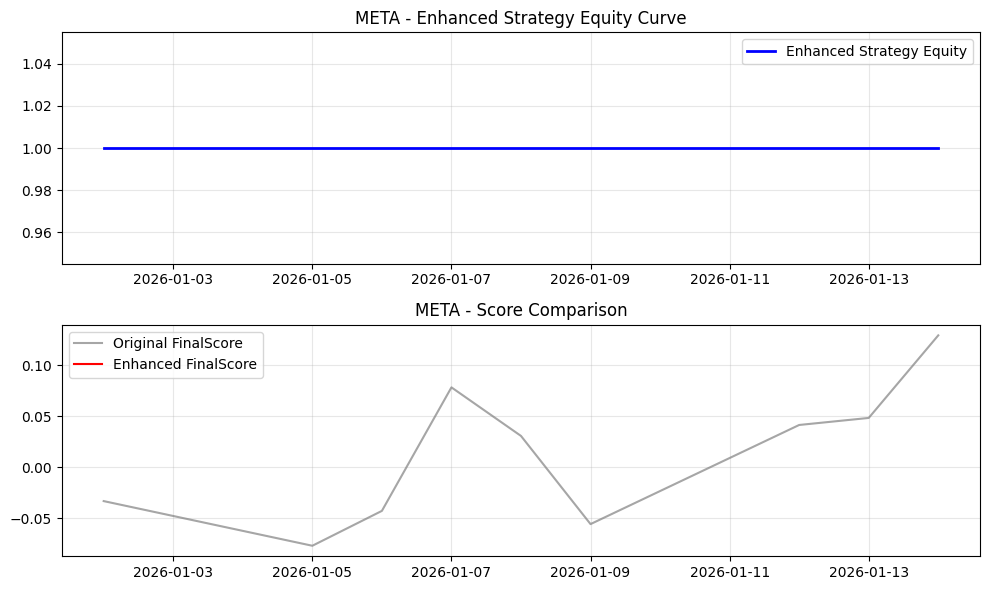 META - Enhanced Strategy Equity Curve
Enhanced Strategy Equity
1.04
1.02
1.00
0.98
0.96
2026-01-03 2026-01-05 2026-01-07 2026-01-09 2026-01-11 2026-01-13
META - Score Comparison
Original FinalScore
Enhanced FinalScore
0.10
0.05
0.00
−0.05
2026-01-03 2026-01-05 2026-01-07 2026-01-09 2026-01-11 2026-01-13